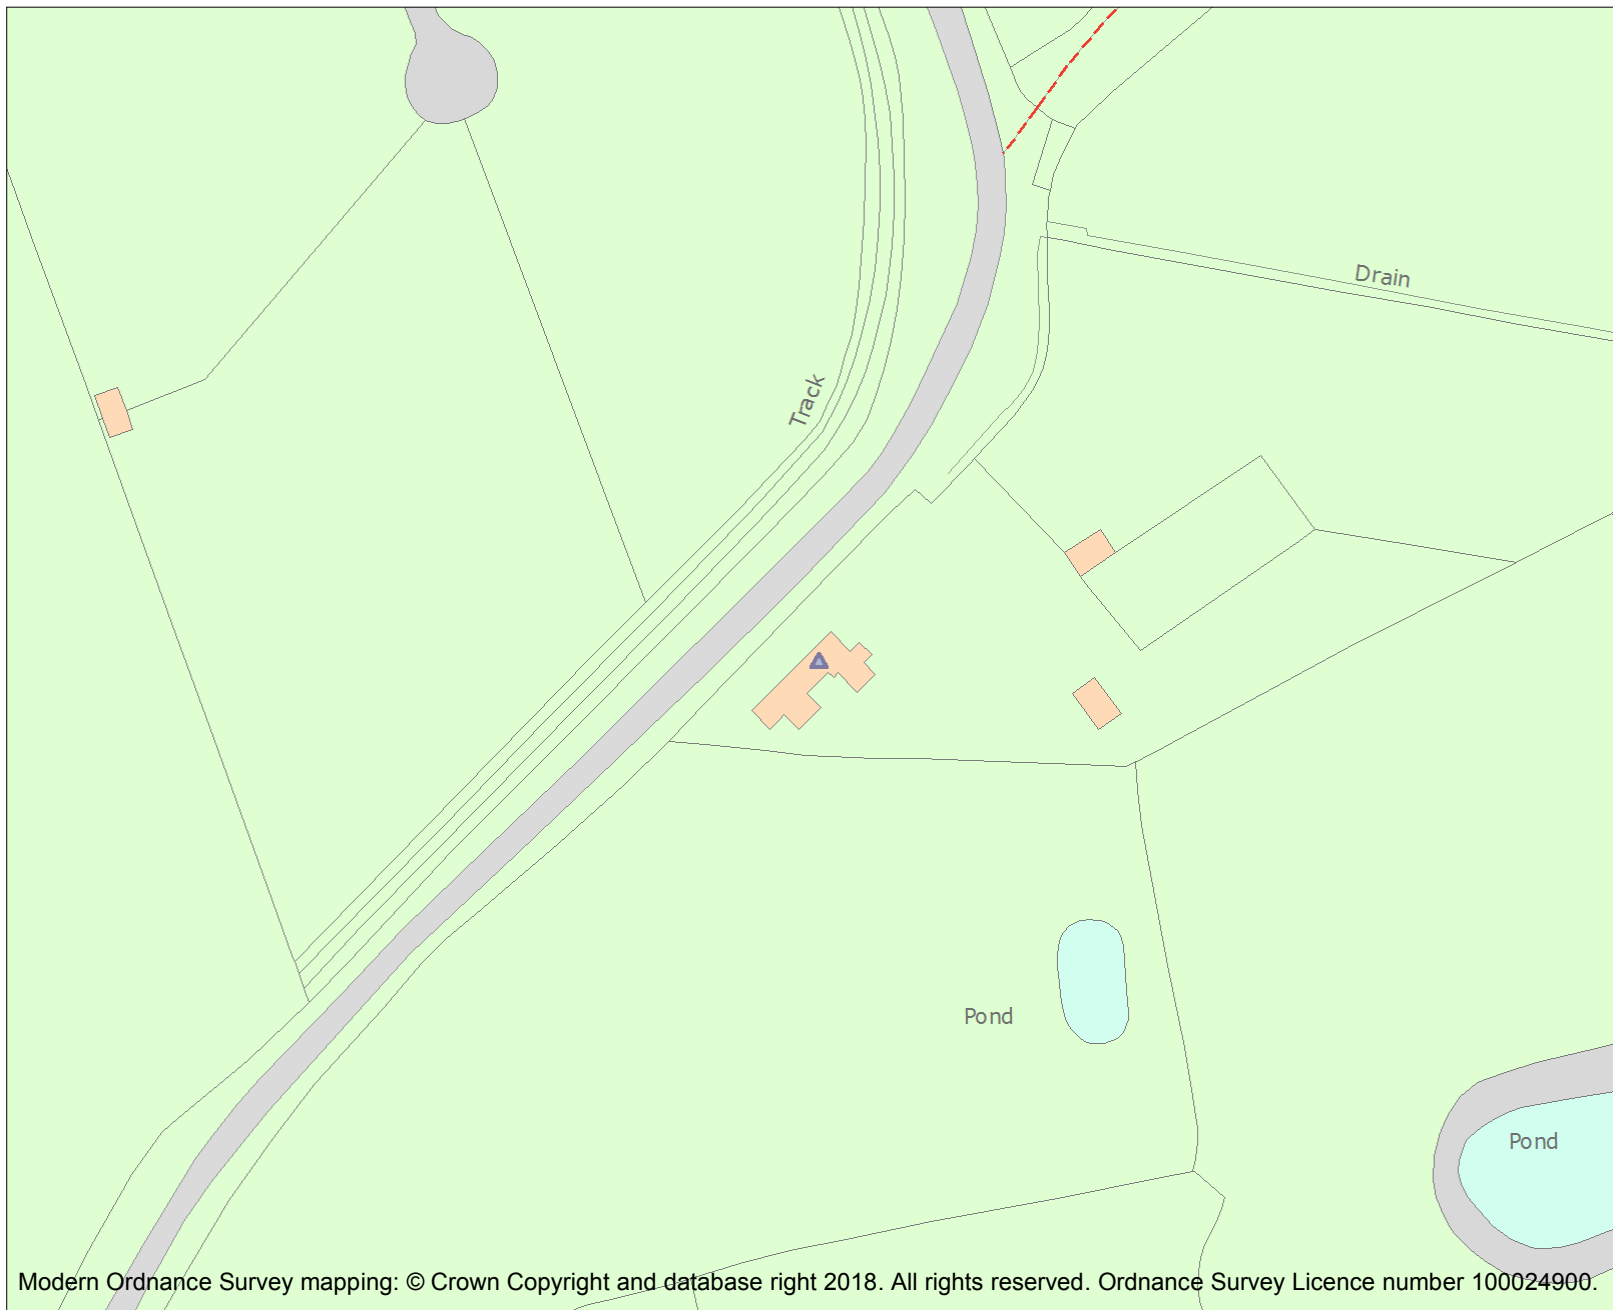 Drain
Track
Pond
Pond
Modern Ordnance Survey mapping: © Crown Copyright and database right 2018. All rights reserved. Ordnance Survey Licence number 100024900.